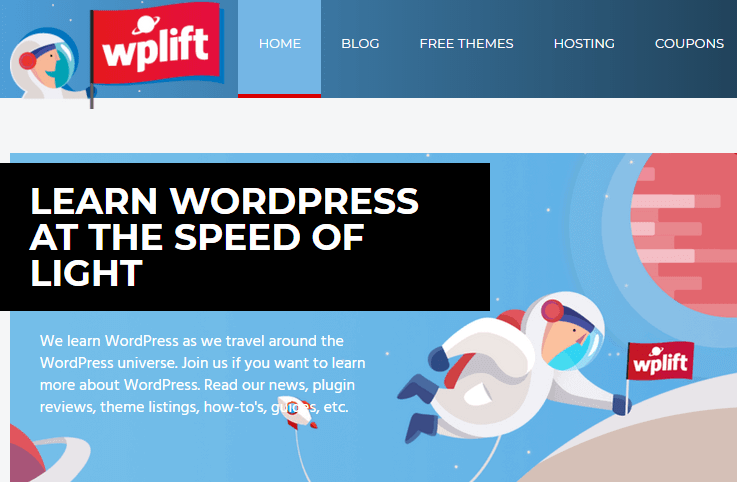 wplift
HOME BLOG FREE THEMES HOSTING COUPONS
LEARN WORDPRESS
AT THE SPEED OF
LIGHT
We learn WordPress as we travel around the
WordPress universe. Join us if you want to learn
more about WordPress. Read our news, plugin
reviews, theme listings, how-to's, guides, etc.
wplift